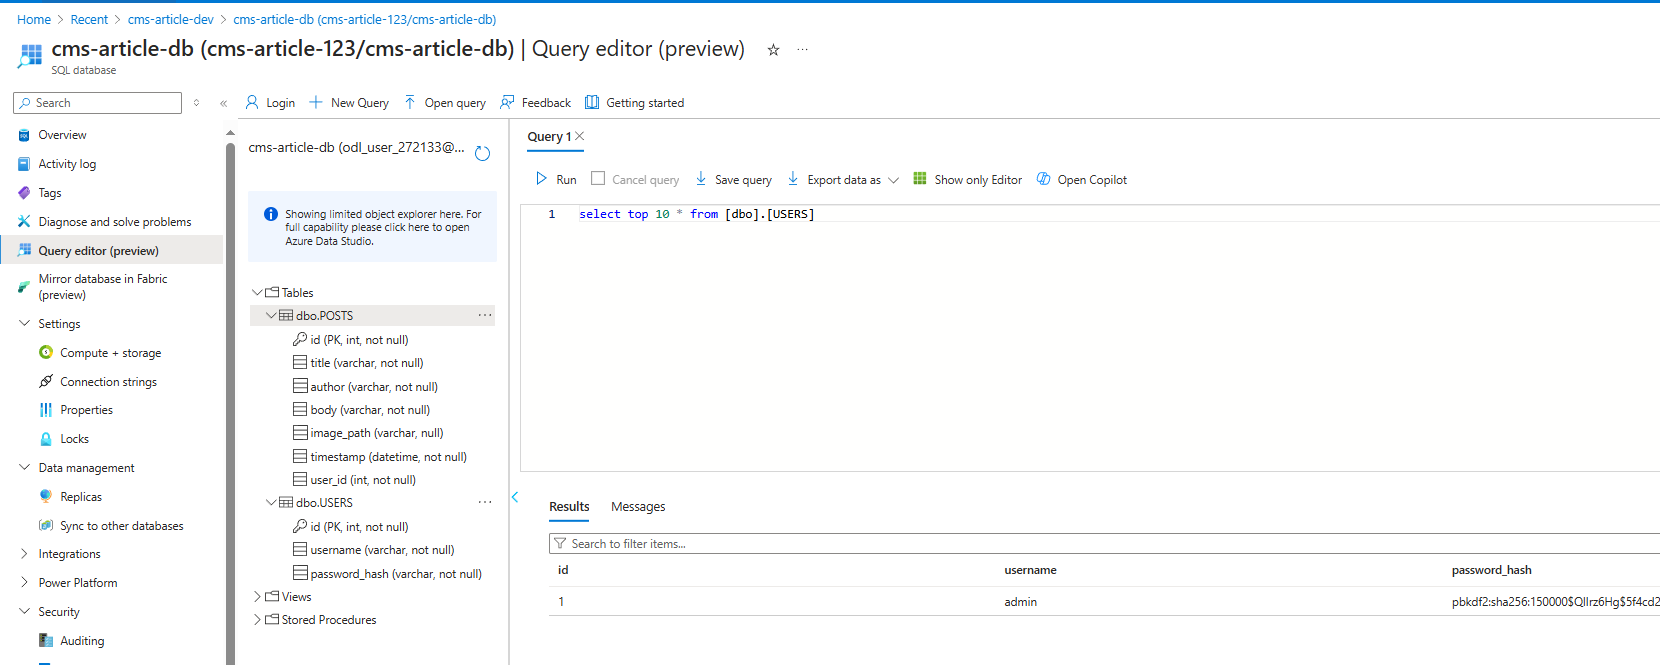 Home > Recent > cms-article-dev > cms-article-db (cms-article-123/cms-article-db)
cms-article-db (cms-article-123/cms-article-db) | Query editor (preview)
SQL database
Search
Overview
Activity log
Tags
Diagnose and solve problems
Query editor (preview)
Mirror database in Fabric
(preview)
Settings
Compute + storage
Connection strings
Properties
Locks
Data management
Replicas
Sync to other databases
Integrations
Power Platform
Security
Auditing
Login New Query Open query Feedback Getting started
cms-article-db (odl_user_272133@...
Showing limited object explorer here. For
full capability please click here to open
Azure Data Studio.
Tables
dbo.POSTS ...
id (PK, int, not null)
title (varchar, not null)
author (varchar, not null)
body (varchar, not null)
image_path (varchar, null)
timestamp (datetime, not null)
user_id (int, not null)
dbo.USERS ...
id (PK, int, not null)
username (varchar, not null)
password_hash (varchar, not null)
Views
Stored Procedures
Query 1
Run Cancel query Save query Export data as Show only Editor Open Copilot
1 select top 10 * from [dbo].[USERS]
Results Messages
Search to filter items...
id username password_hash
1 admin